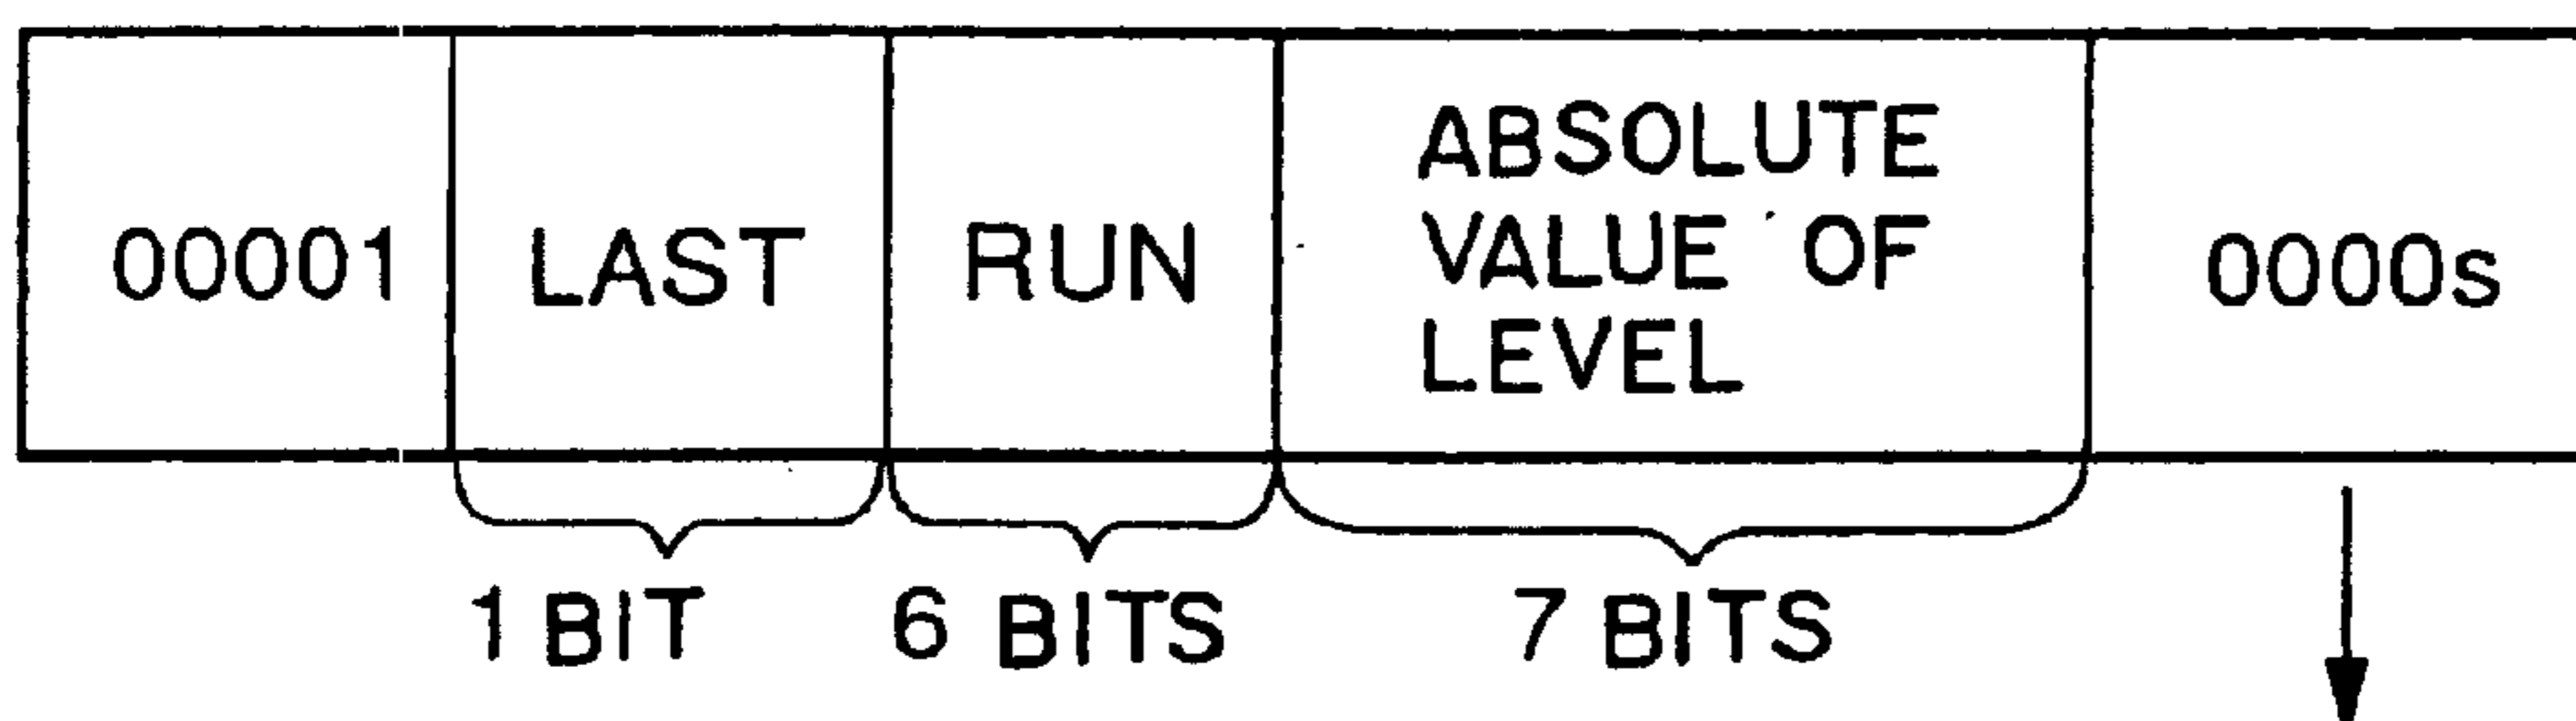 00001 LAST RUN ABSOLUTE VALUE OF LEVEL 0000s
1 BIT 6 BITS 7 BITS